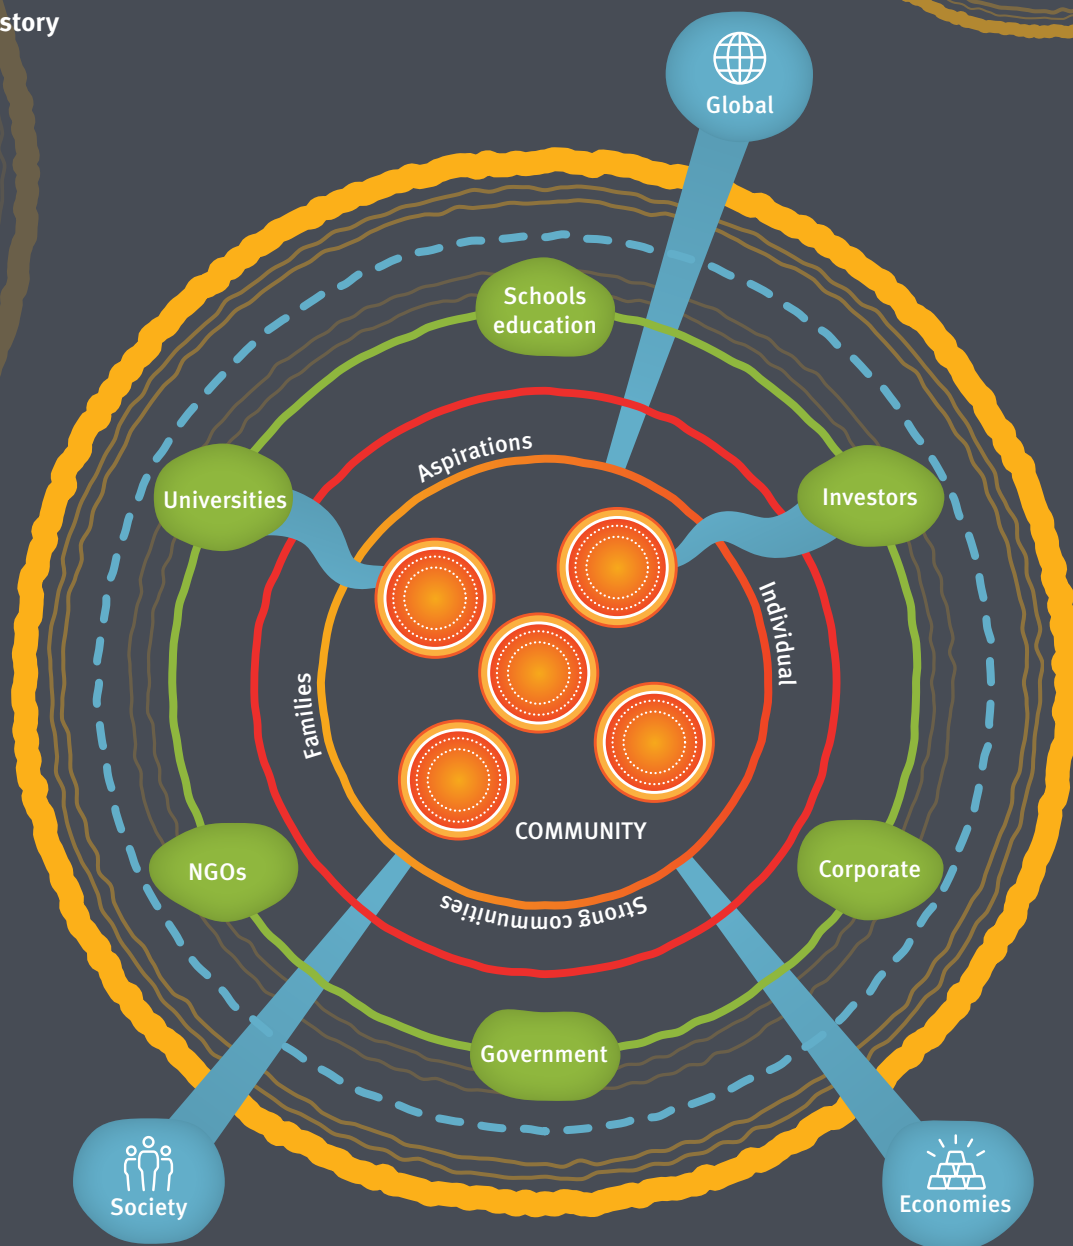 story
Global
Schools
education
Aspirations
Universities
Investors
Individual
Families
COMMUNITY
NGOs
Corporate
Strong communities
Government
Society
Economies